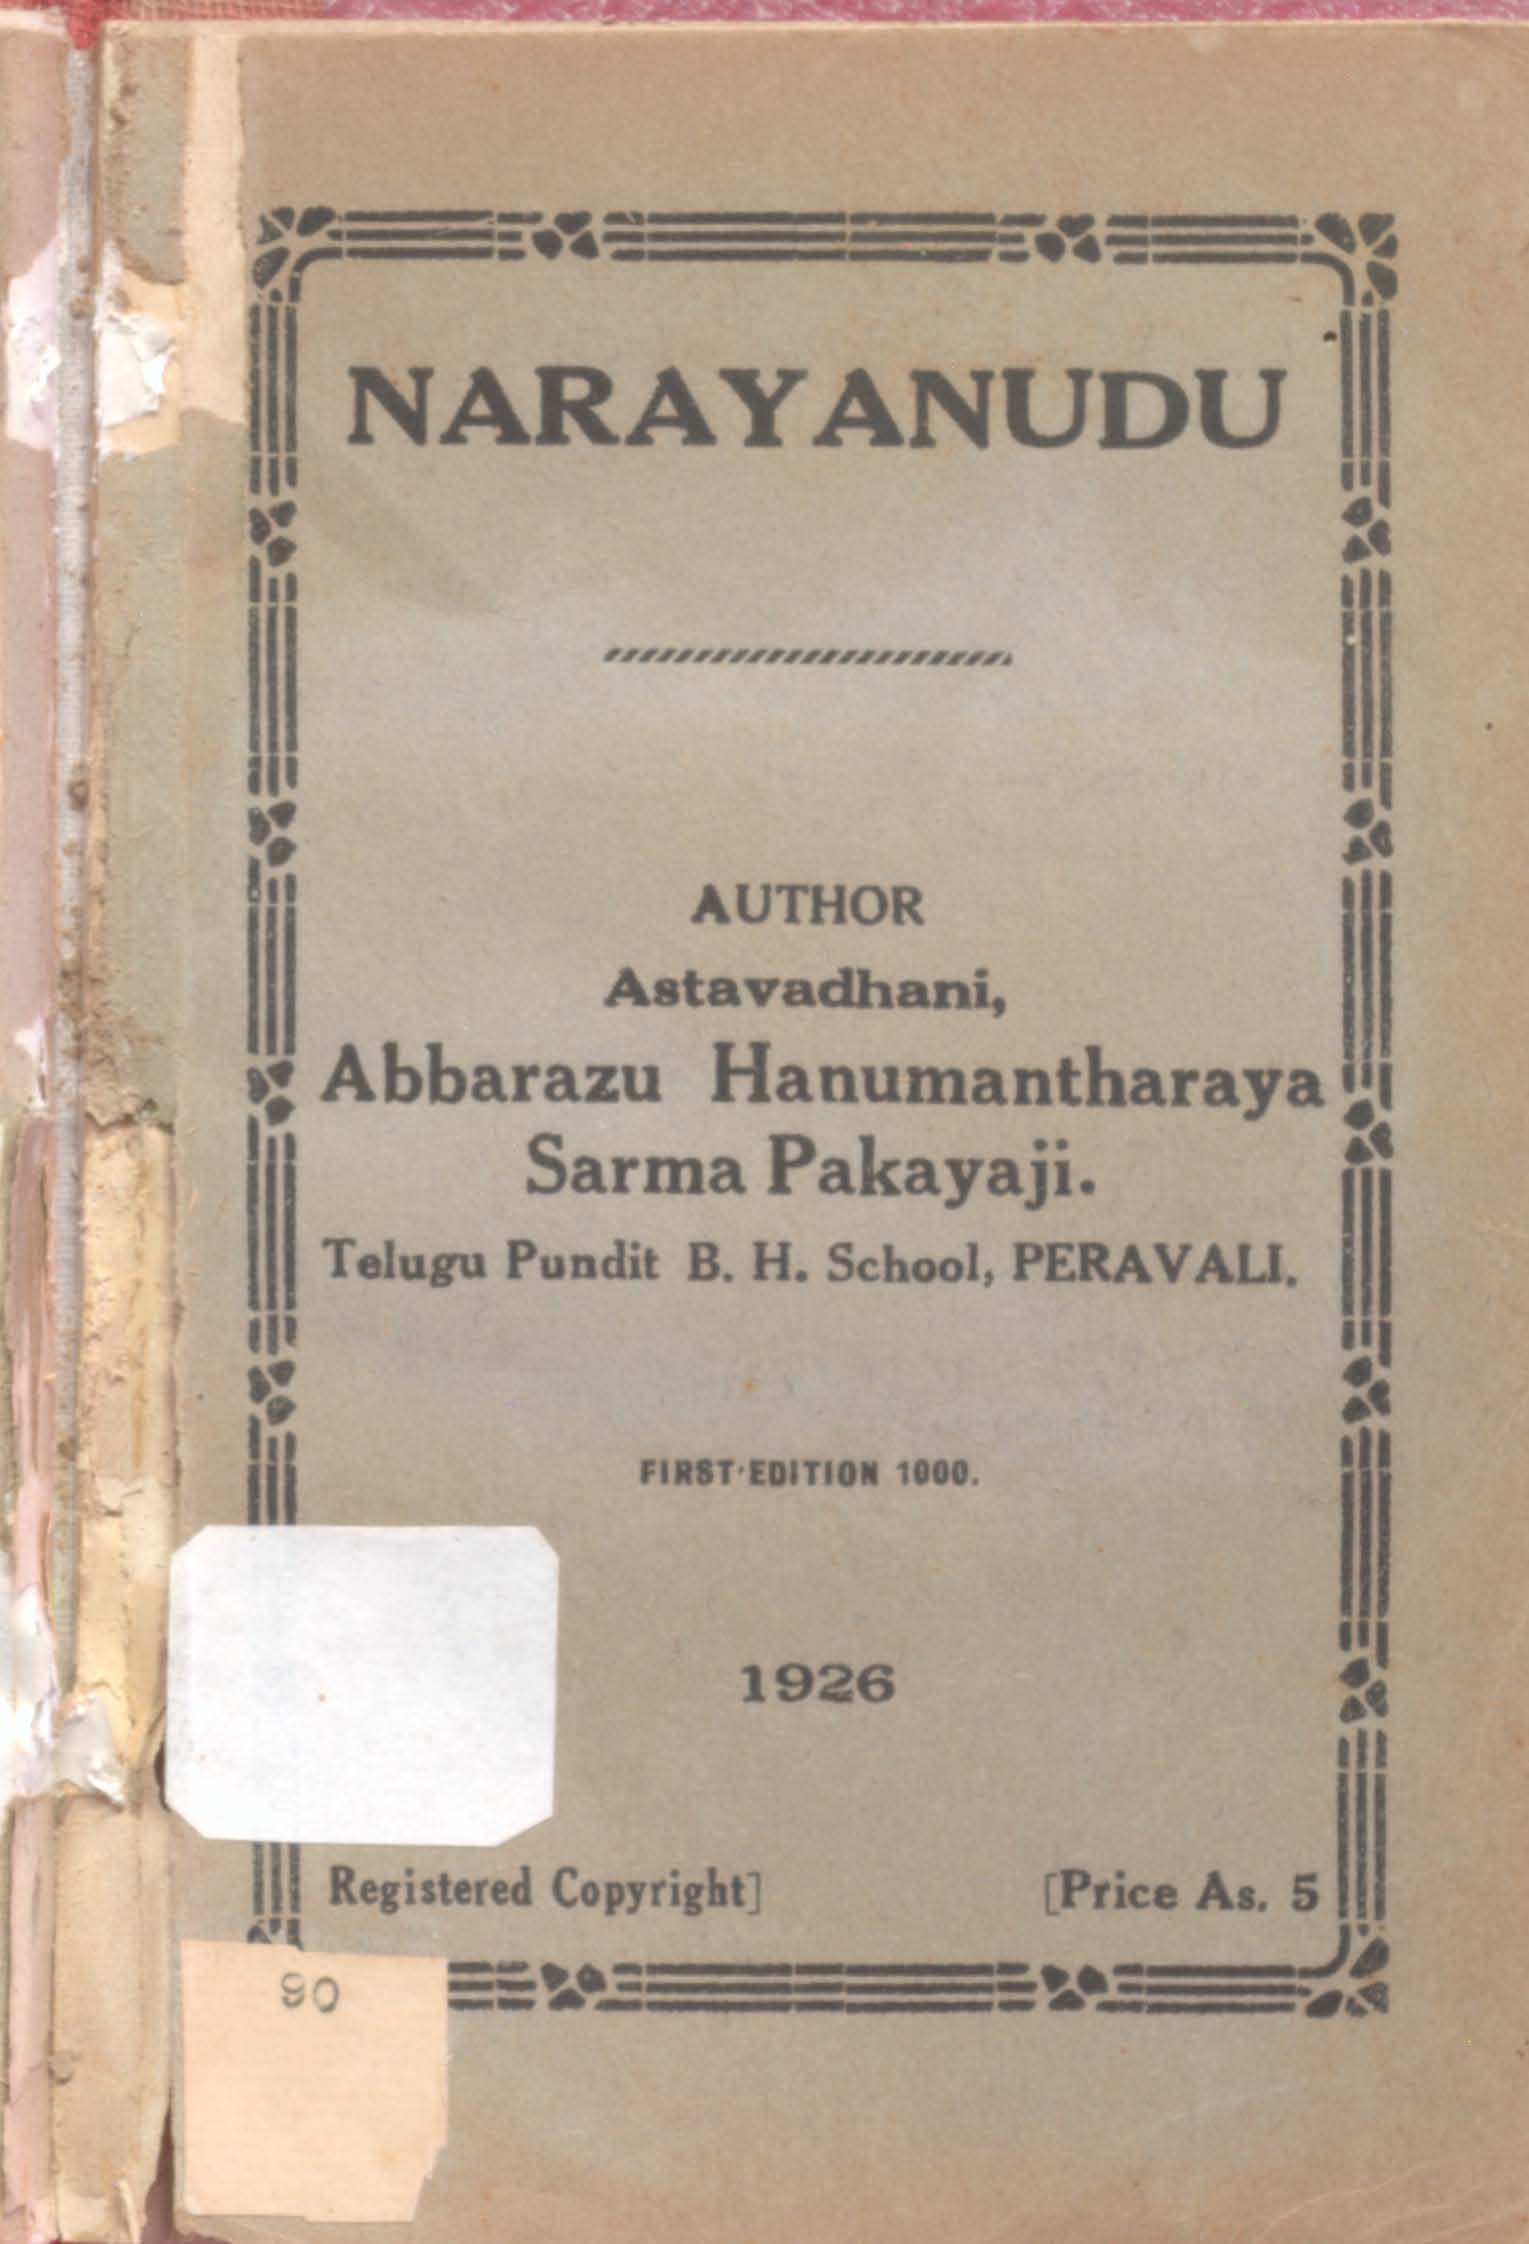 NARAYANUDU
AUTHOR
Astavadhani,
Abbarazu Hanumantharaya
Sarma Pakayaji.
Telugu Pundit B. H. School, PERAVALI.
FIRST EDITION 1000.
1926
Registered Copyright]
[Price As. 5
90